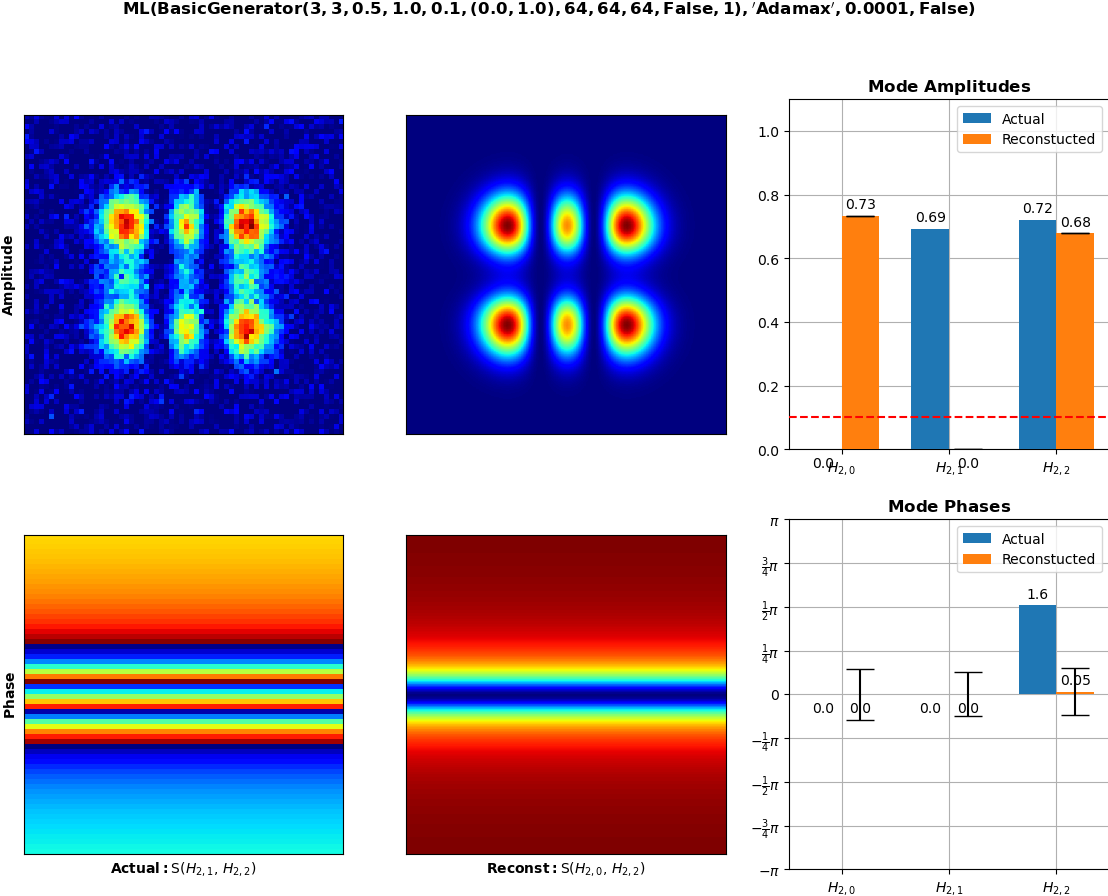 ML(BasicGenerator(3, 3, 0.5, 1.0, 0.1, (0.0, 1.0), 64, 64, 64, False, 1), ′Adamax′, 0.0001, False)
Mode Amplitudes
Actual
Reconstucted
1.0
0.8
0.6
0.4
0.2
0.0
0.73
0.69
0.72
0.68
0.0
0.0
H2,0
H2,1
H2,2
Amplitude
Mode Phases
Actual
Reconstucted
π
3/4π
1/2π
1/4π
0
−1/4π
−1/2π
−3/4π
−π
1.6
0.05
0.0
0.0
0.0
0.0
H2,0
H2,1
H2,2
Phase
Actual: S(H2,1, H2,2)
Reconst: S(H2,0, H2,2)